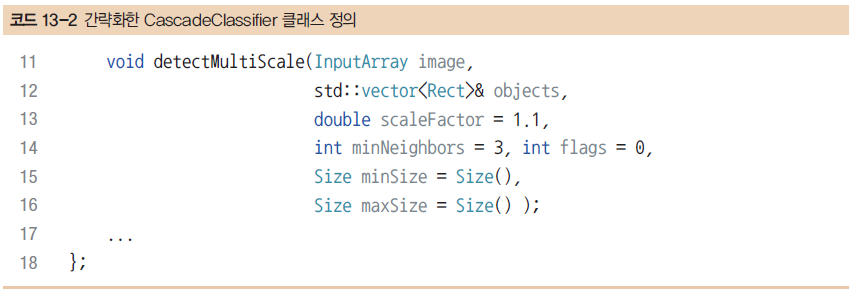 코드 13-2 간략화한 CascadeClassifier 클래스 정의
11 void detectMultiScale(InputArray image,
12 std::vector<Rect>& objects,
13 double scaleFactor = 1.1,
14 int minNeighbors = 3, int flags = 0,
15 Size minSize = Size(),
16 Size maxSize = Size() );
17 ...
18 };